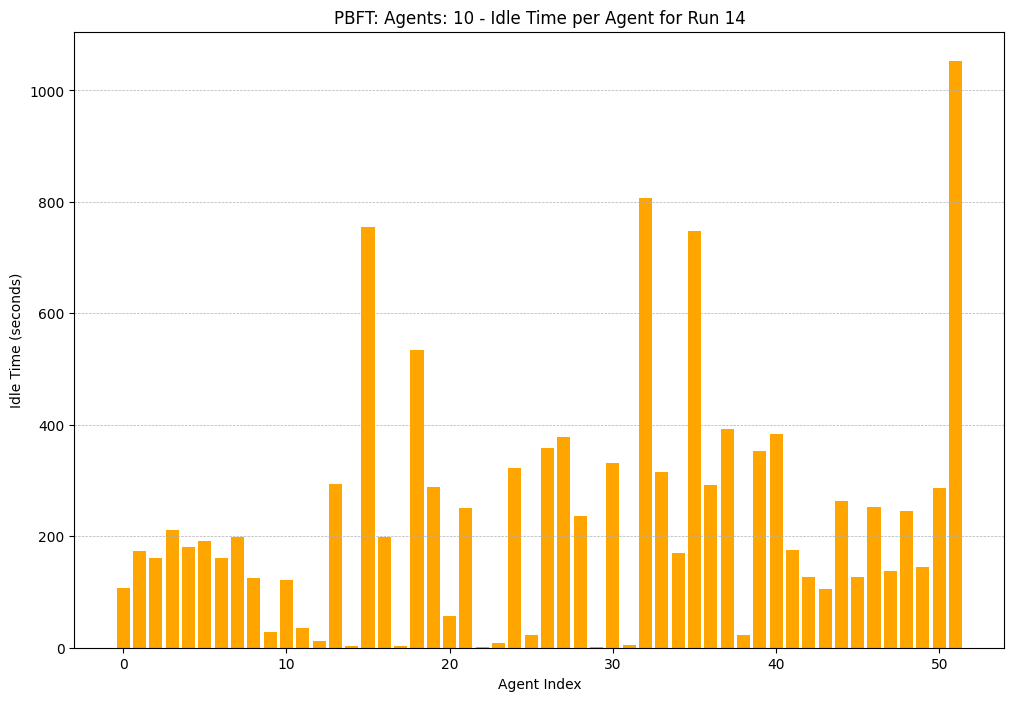 PBFT: Agents: 10 - Idle Time per Agent for Run 14
Idle Time (seconds)
1000
800
600
400
200
0
0 10 20 30 40 50
Agent Index